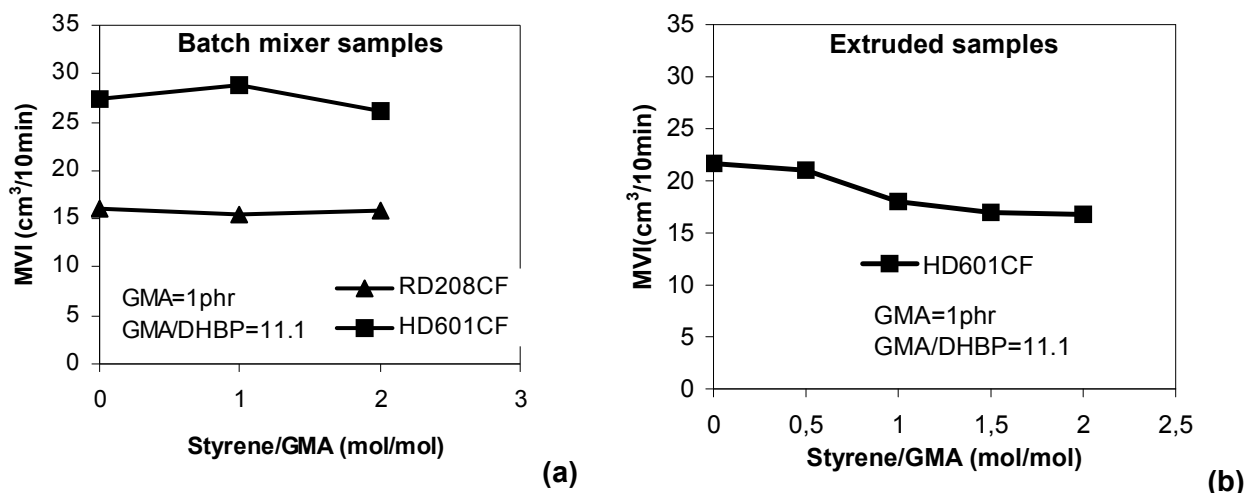 Batch mixer samples
MVI (cm³/10min)
35
30
25
20
15
10
5
0
RD208CF
HD601CF
GMA=1phr
GMA/DHBP=11.1
0 1 2 3
Styrene/GMA (mol/mol)
(a)
Extruded samples
MVI(cm³/10min)
35
30
25
20
15
10
5
0
HD601CF
GMA=1phr
GMA/DHBP=11.1
0 0,5 1 1,5 2 2,5
Styrene/GMA (mol/mol)
(b)